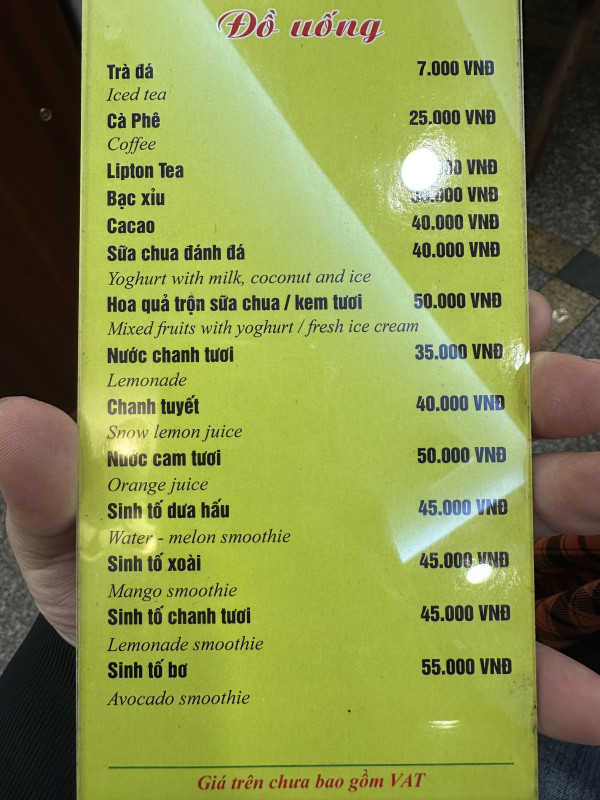 Đồ uống
Trà đá 7.000 VNĐ
Iced tea
Cà Phê 25.000 VNĐ
Coffee
Lipton Tea VNĐ
Bạc xỉu VNĐ
Cacao 40.000 VNĐ
Sữa chua đánh đá 40.000 VNĐ
Yoghurt with milk, coconut and ice
Hoa quả trộn sữa chua / kem tươi 50.000 VNĐ
Mixed fruits with yoghurt / fresh ice cream
Nước chanh tươi 35.000 VNĐ
Lemonade
Chanh tuyết 40.000 VNĐ
Snow lemon juice
Nước cam tươi 50.000 VNĐ
Orange juice
Sinh tố dưa hấu 45.000 VNĐ
Water - melon smoothie
Sinh tố xoài 45.000 VNĐ
Mango smoothie
Sinh tố chanh tươi 45.000 VNĐ
Lemonade smoothie
Sinh tố bơ 55.000 VNĐ
Avocado smoothie
Giá trên chưa bao gồm VAT